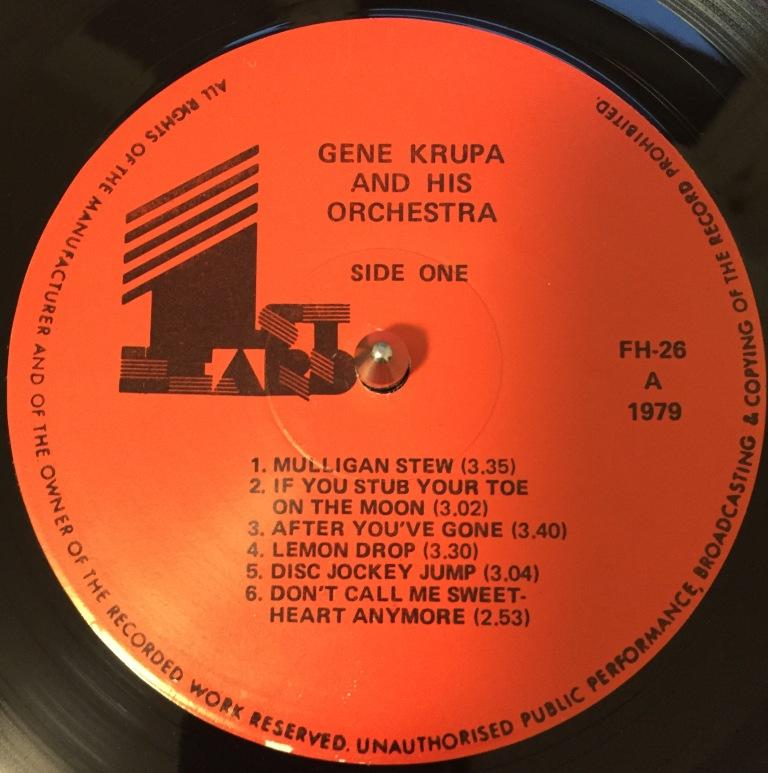 GENE KRUPA
AND HIS
ORCHESTRA
SIDE ONE
1ST
HEARD
FH-26
A
1979
1. MULLIGAN STEW (3.35)
2. IF YOU STUB YOUR TOE
ON THE MOON (3.02)
3. AFTER YOU'VE GONE (3.40)
4. LEMON DROP (3.30)
5. DISC JOCKEY JUMP (3.04)
6. DON'T CALL ME SWEET-
HEART ANYMORE (2.53)
ALL RIGHTS OF THE MANUFACTURER AND OF THE OWNER OF THE RECORDED WORK RESERVED. UNAUTHORISED PUBLIC PERFORMANCE, BROADCASTING & COPYING OF THE RECORD PROHIBITED.